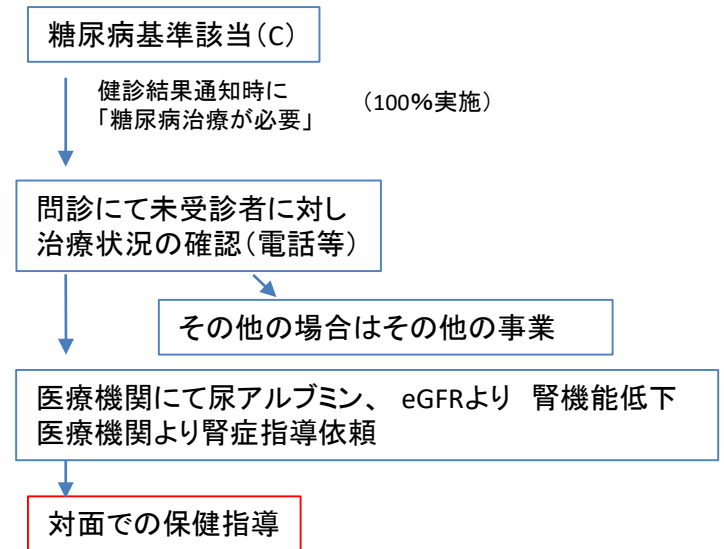 糖尿病基準該当（C）
健診結果通知時に
「糖尿病治療が必要」
（100％実施）
問診にて未受診者に対し
治療状況の確認（電話等）
その他の場合はその他の事業
医療機関にて尿アルブミン、 eGFRより 腎機能低下
医療機関より腎症指導依頼
対面での保健指導